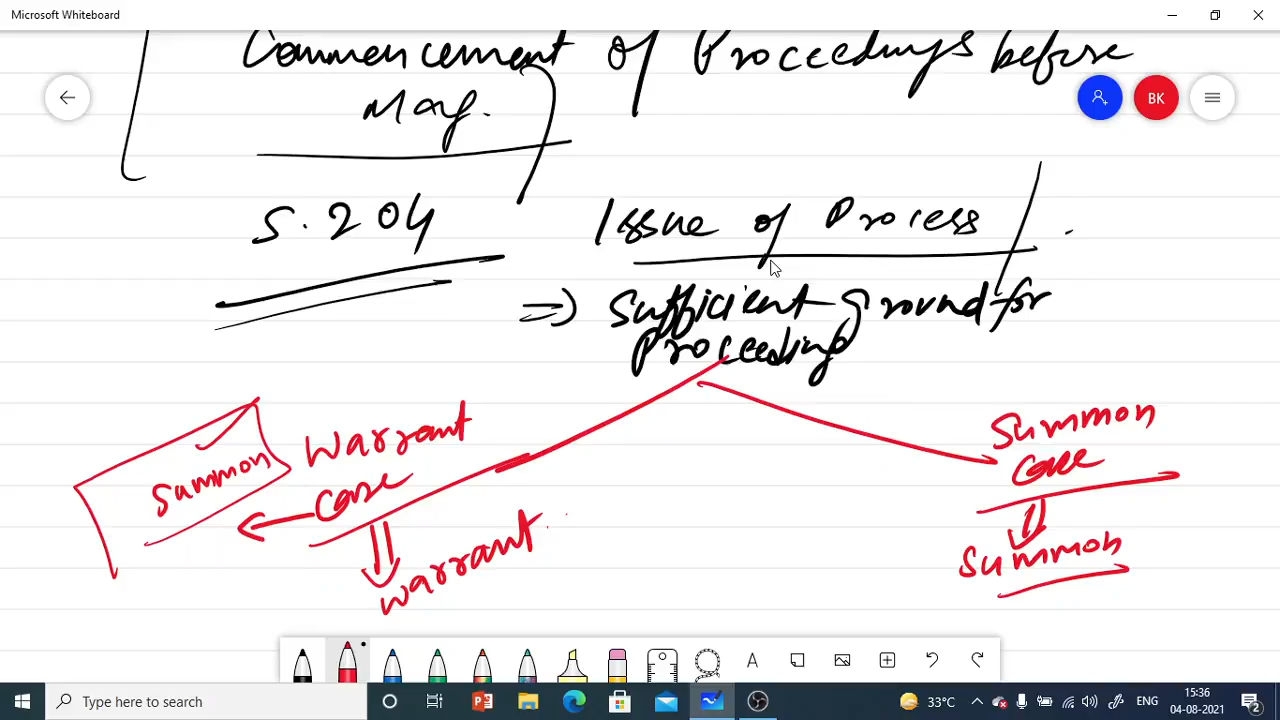 Microsoft Whiteboard
Commencement of Proceedings before
Mag.
BK
S. 204
Issue of Process
=> Sufficient ground for
Proceeding
Warrant
case
Summon
Warrant
Summon
case
Summon
A
Type here to search
33°C
ENG
15:36
04-08-2021
2